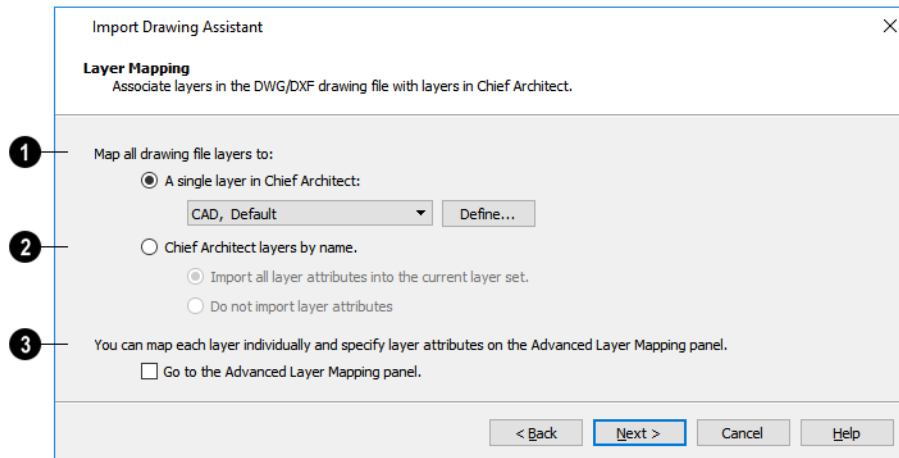 Import Drawing Assistant
Layer Mapping
Associate layers in the DWG/DXF drawing file with layers in Chief Architect.
1
Map all drawing file layers to:
A single layer in Chief Architect:
CAD, Default
Define...
2
Chief Architect layers by name.
Import all layer attributes into the current layer set.
Do not import layer attributes
3
You can map each layer individually and specify layer attributes on the Advanced Layer Mapping panel.
Go to the Advanced Layer Mapping panel.
< Back
Next >
Cancel
Help